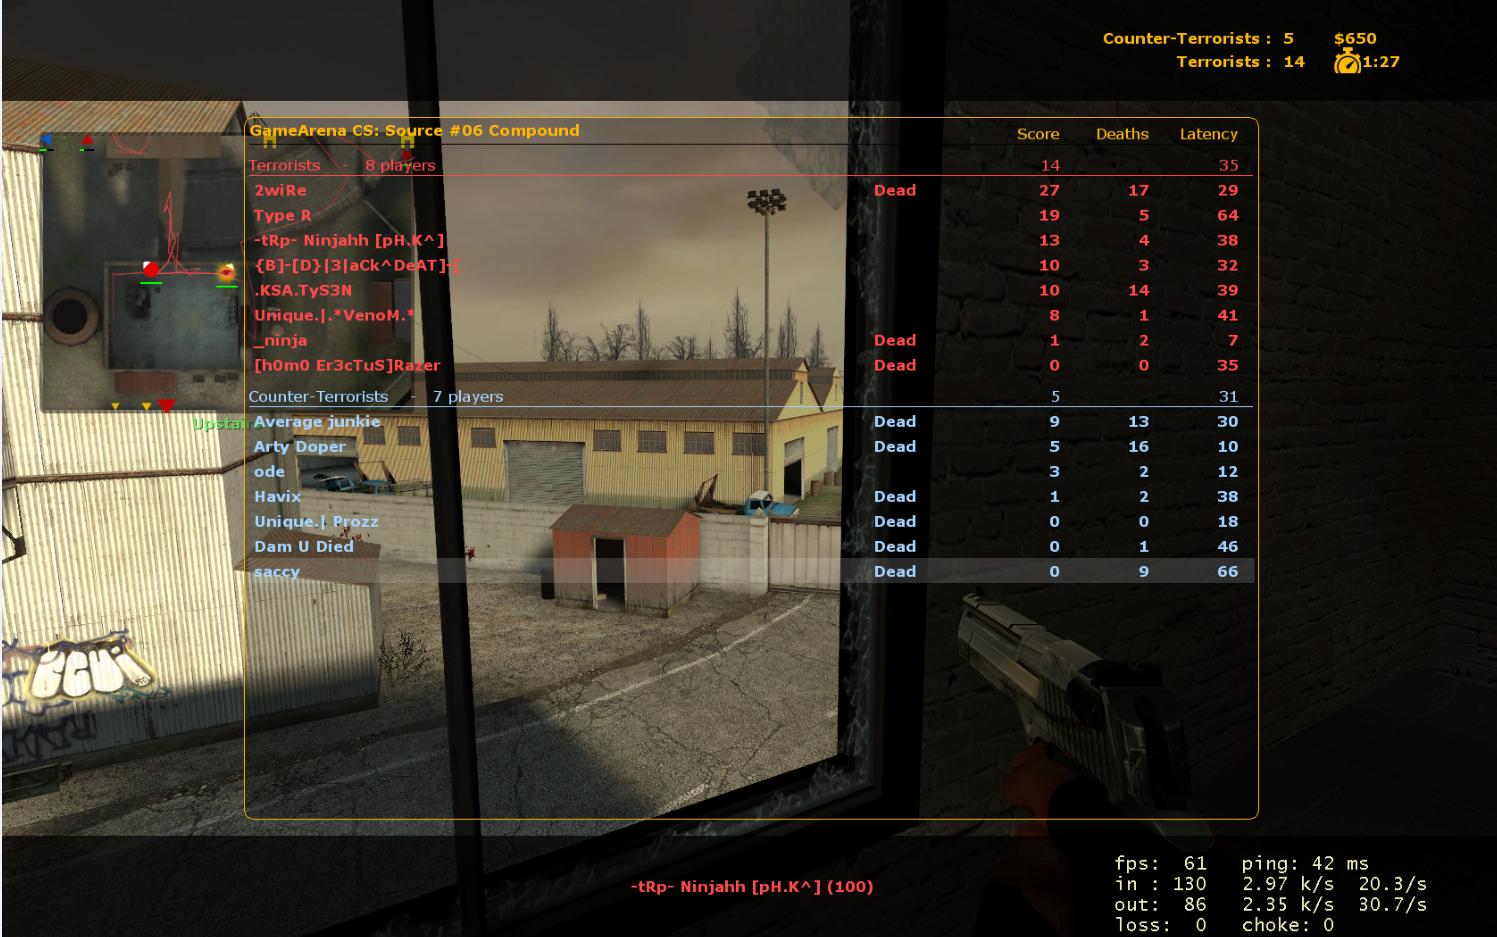 Counter-Terrorists : 5 $650
Terrorists : 14 1:27
GameArena CS: Source #06 Compound Score Deaths Latency
Terrorists - 8 players 14 35
2wiRe Dead 27 17 29
Type R 19 5 64
-tRp- Ninjahh [pH.K^] 13 4 38
{B]-[D}|3|aCk^DeAT]-[ 10 3 32
.KSA.TyS3N 10 14 39
Unique.|.*VenoM.* 8 1 41
_ninja Dead 1 2 7
[h0m0 Er3cTuS]Razer Dead 0 0 35
Counter-Terrorists - 7 players 5 31
Upstair
Average junkie Dead 9 13 30
Arty Doper Dead 5 16 10
ode 3 2 12
Havix Dead 1 2 38
Unique.| Prozz Dead 0 0 18
Dam U Died Dead 0 1 46
saccy Dead 0 9 66
-tRp- Ninjahh [pH.K^] (100)
fps: 61 ping: 42 ms
in : 130 2.97 k/s 20.3/s
out: 86 2.35 k/s 30.7/s
loss: 0 choke: 0